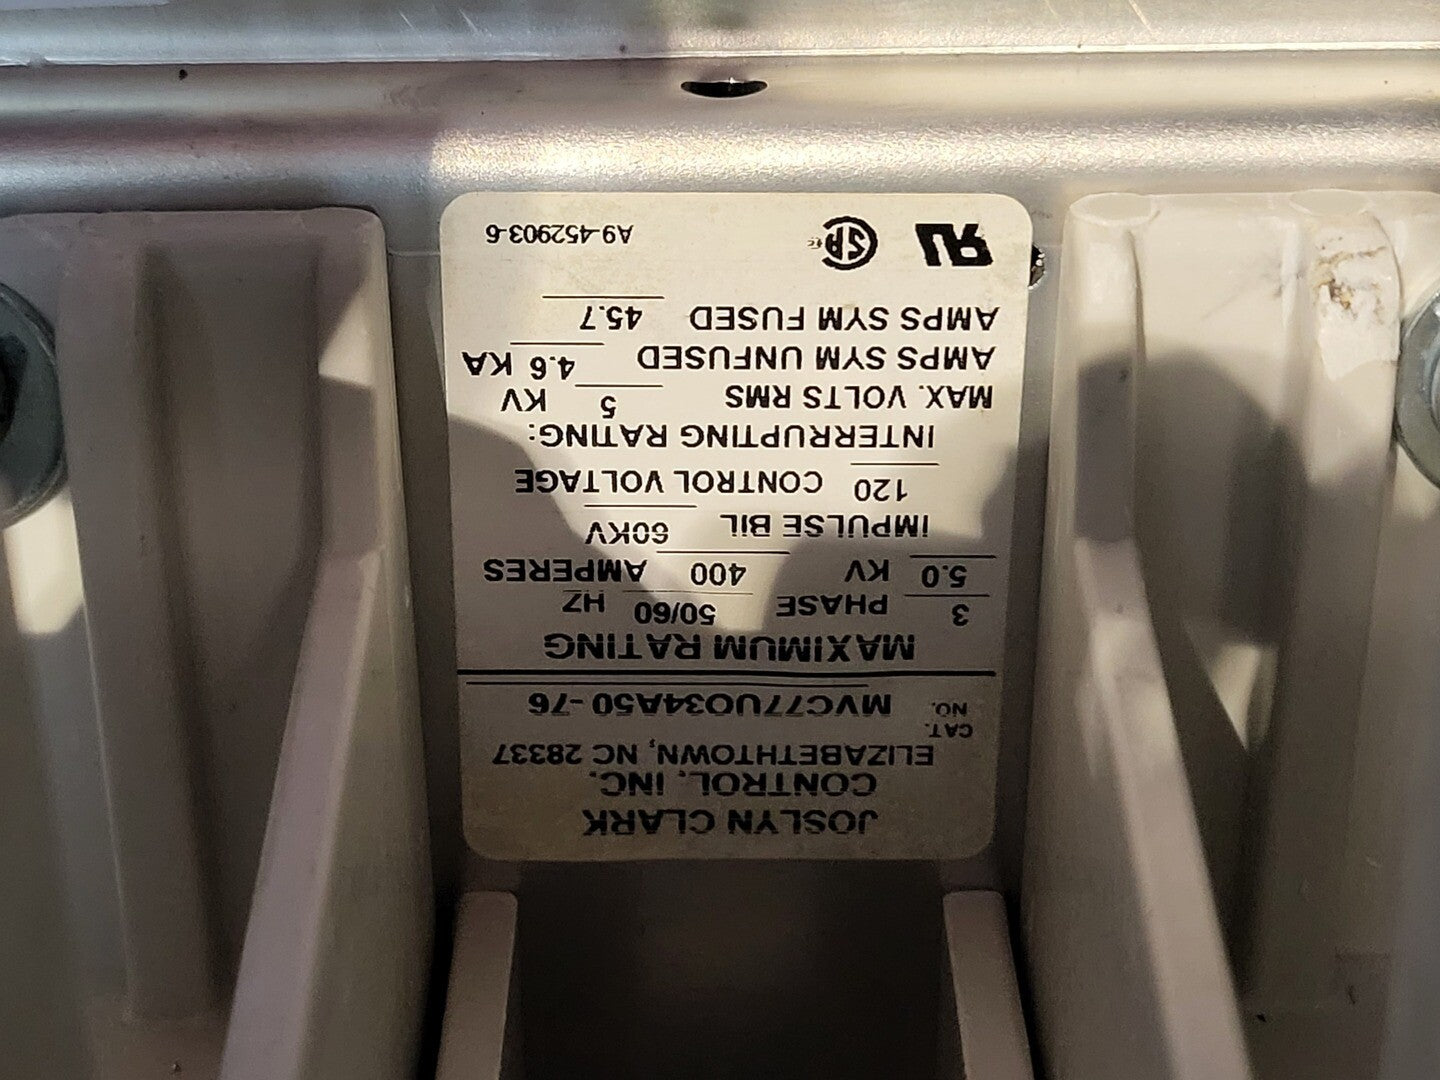 JOSLYN CLARK
CONTROL, INC.
ELIZABETHTOWN, NC 28337
CAT. NO. MVC77U034A50-76
MAXIMUM RATING
3 PHASE 50/60 HZ
5.0 KV 400 AMPERES
IMPULSE BIL 60KV
120 CONTROL VOLTAGE
INTERRUPTING RATING:
MAX. VOLTS RMS 5 KV
AMPS SYM UNFUSED 4.6 KA
AMPS SYM FUSED 45.7
UR SA A9-452903-6